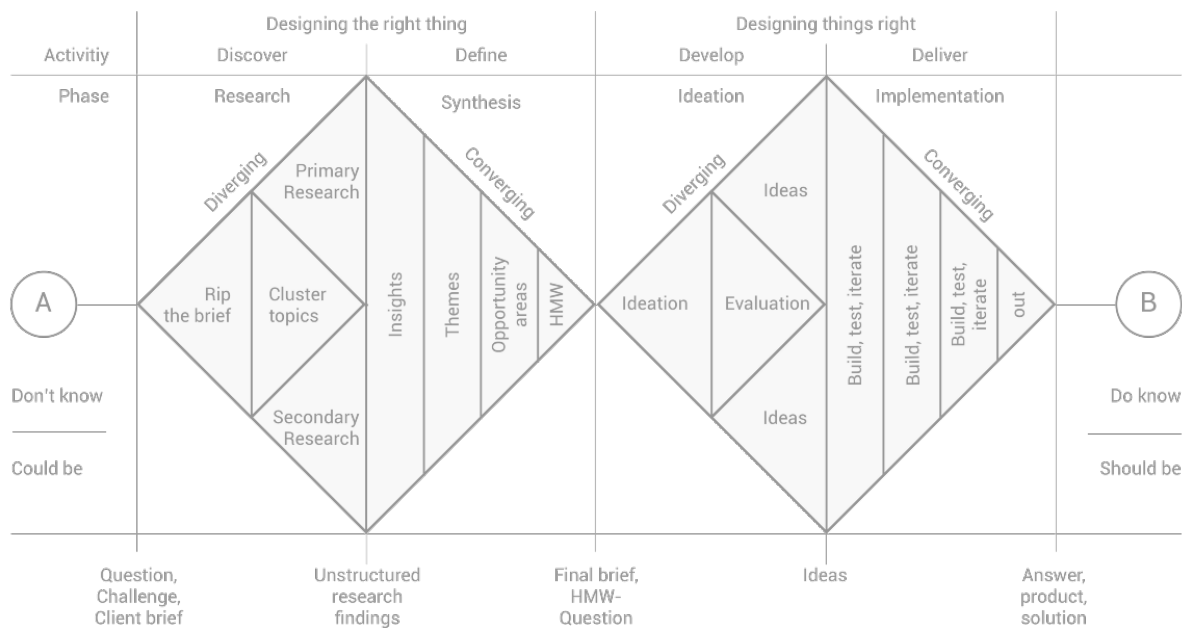 Designing the right thing
Designing things right
Activitiy
Discover
Define
Develop
Deliver
Phase
Research
Synthesis
Ideation
Implementation
Diverging
Converging
Diverging
Converging
Primary
Research
Ideas
A
Rip
the brief
Cluster
topics
Insights
Themes
Opportunity
areas
HMW
Ideation
Evaluation
Build, test, iterate
Build, test, iterate
Build, test,
iterate
out
B
Secondary
Research
Ideas
Don't know
Could be
Do know
Should be
Question,
Challenge,
Client brief
Unstructured
research
findings
Final brief,
HMW-
Question
Ideas
Answer,
product,
solution